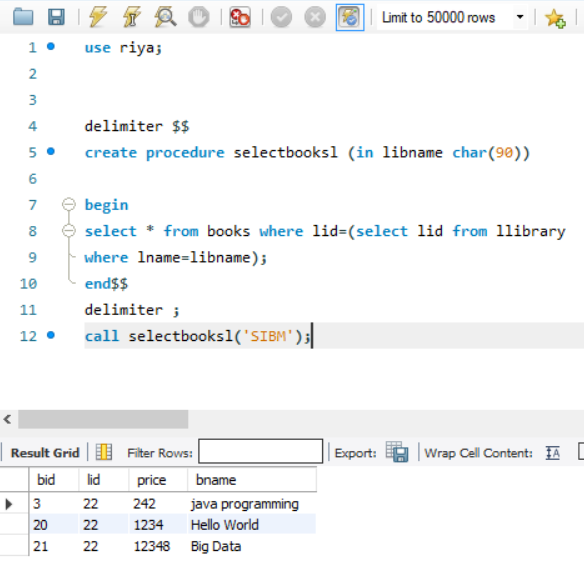 Limit to 50000 rows
1 use riya;
2
3
4 delimiter $$
5 create procedure selectbooksl (in libname char(90))
6
7 begin
8 select * from books where lid=(select lid from llibrary
9 where lname=libname);
10 end$$
11 delimiter ;
12 call selectbooksl('SIBM');
Result Grid Filter Rows: Export: Wrap Cell Content: IA
bid lid price bname
3 22 242 java programming
20 22 1234 Hello World
21 22 12348 Big Data